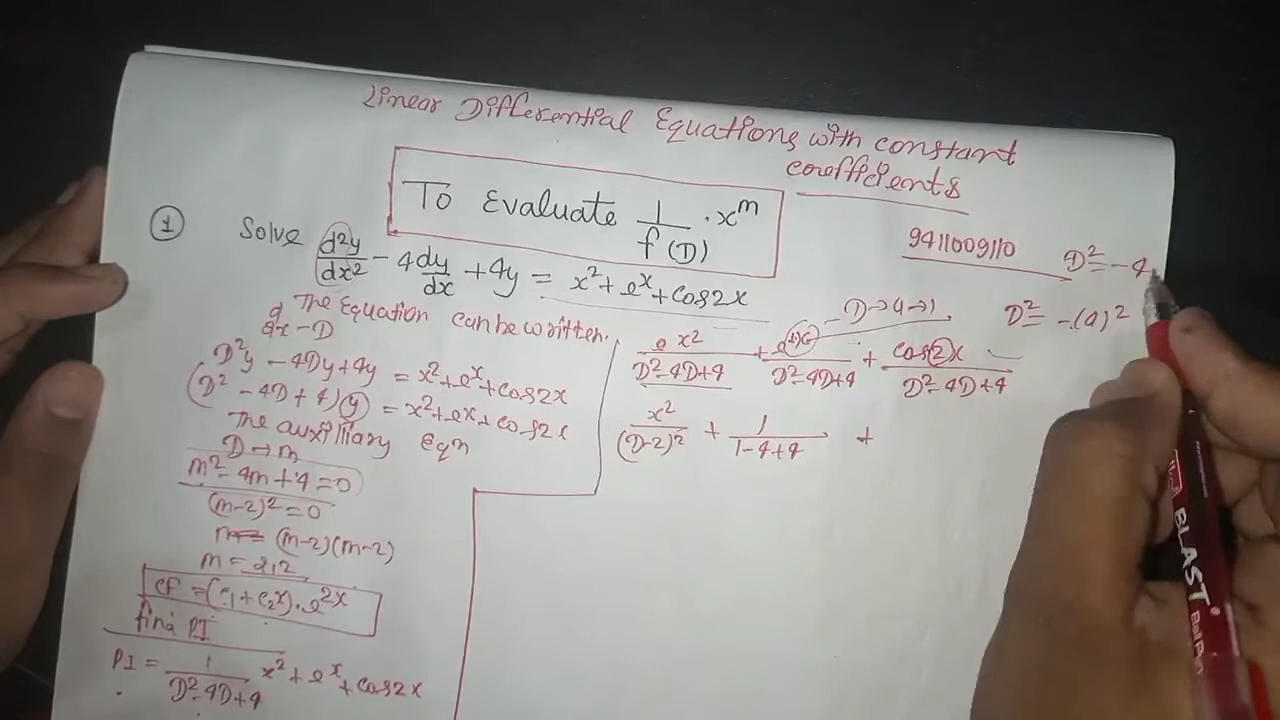 Linear Differential Equations with constant
coefficients
To Evaluate 1/f(D) · x^m
9411009110
① Solve d²y/dx² - 4dy/dx + 4y = x² + e^x + cos2x
The Equation can be written.
d/dx - D
D²y - 4Dy + 4y = x² + e^x + cos2x
(D² - 4D + 4)y = x² + e^x + cos2x
The auxiliary Eqn
D → m
m² - 4m + 4 = 0
(m-2)² = 0
(m-2)(m-2)
m = 2,2
CF = (c₁ + c₂x).e^2x
find PI
PI = 1/D²-4D+4 x² + e^x + cos2x
D² = -4
D² = -(a)²
D → a → 1
x²/D²-4D+4 + e^1x/D²-4D+4 + cos2x/D²-4D+4
x²/(D-2)² + 1/1-4+4 +
BLAST